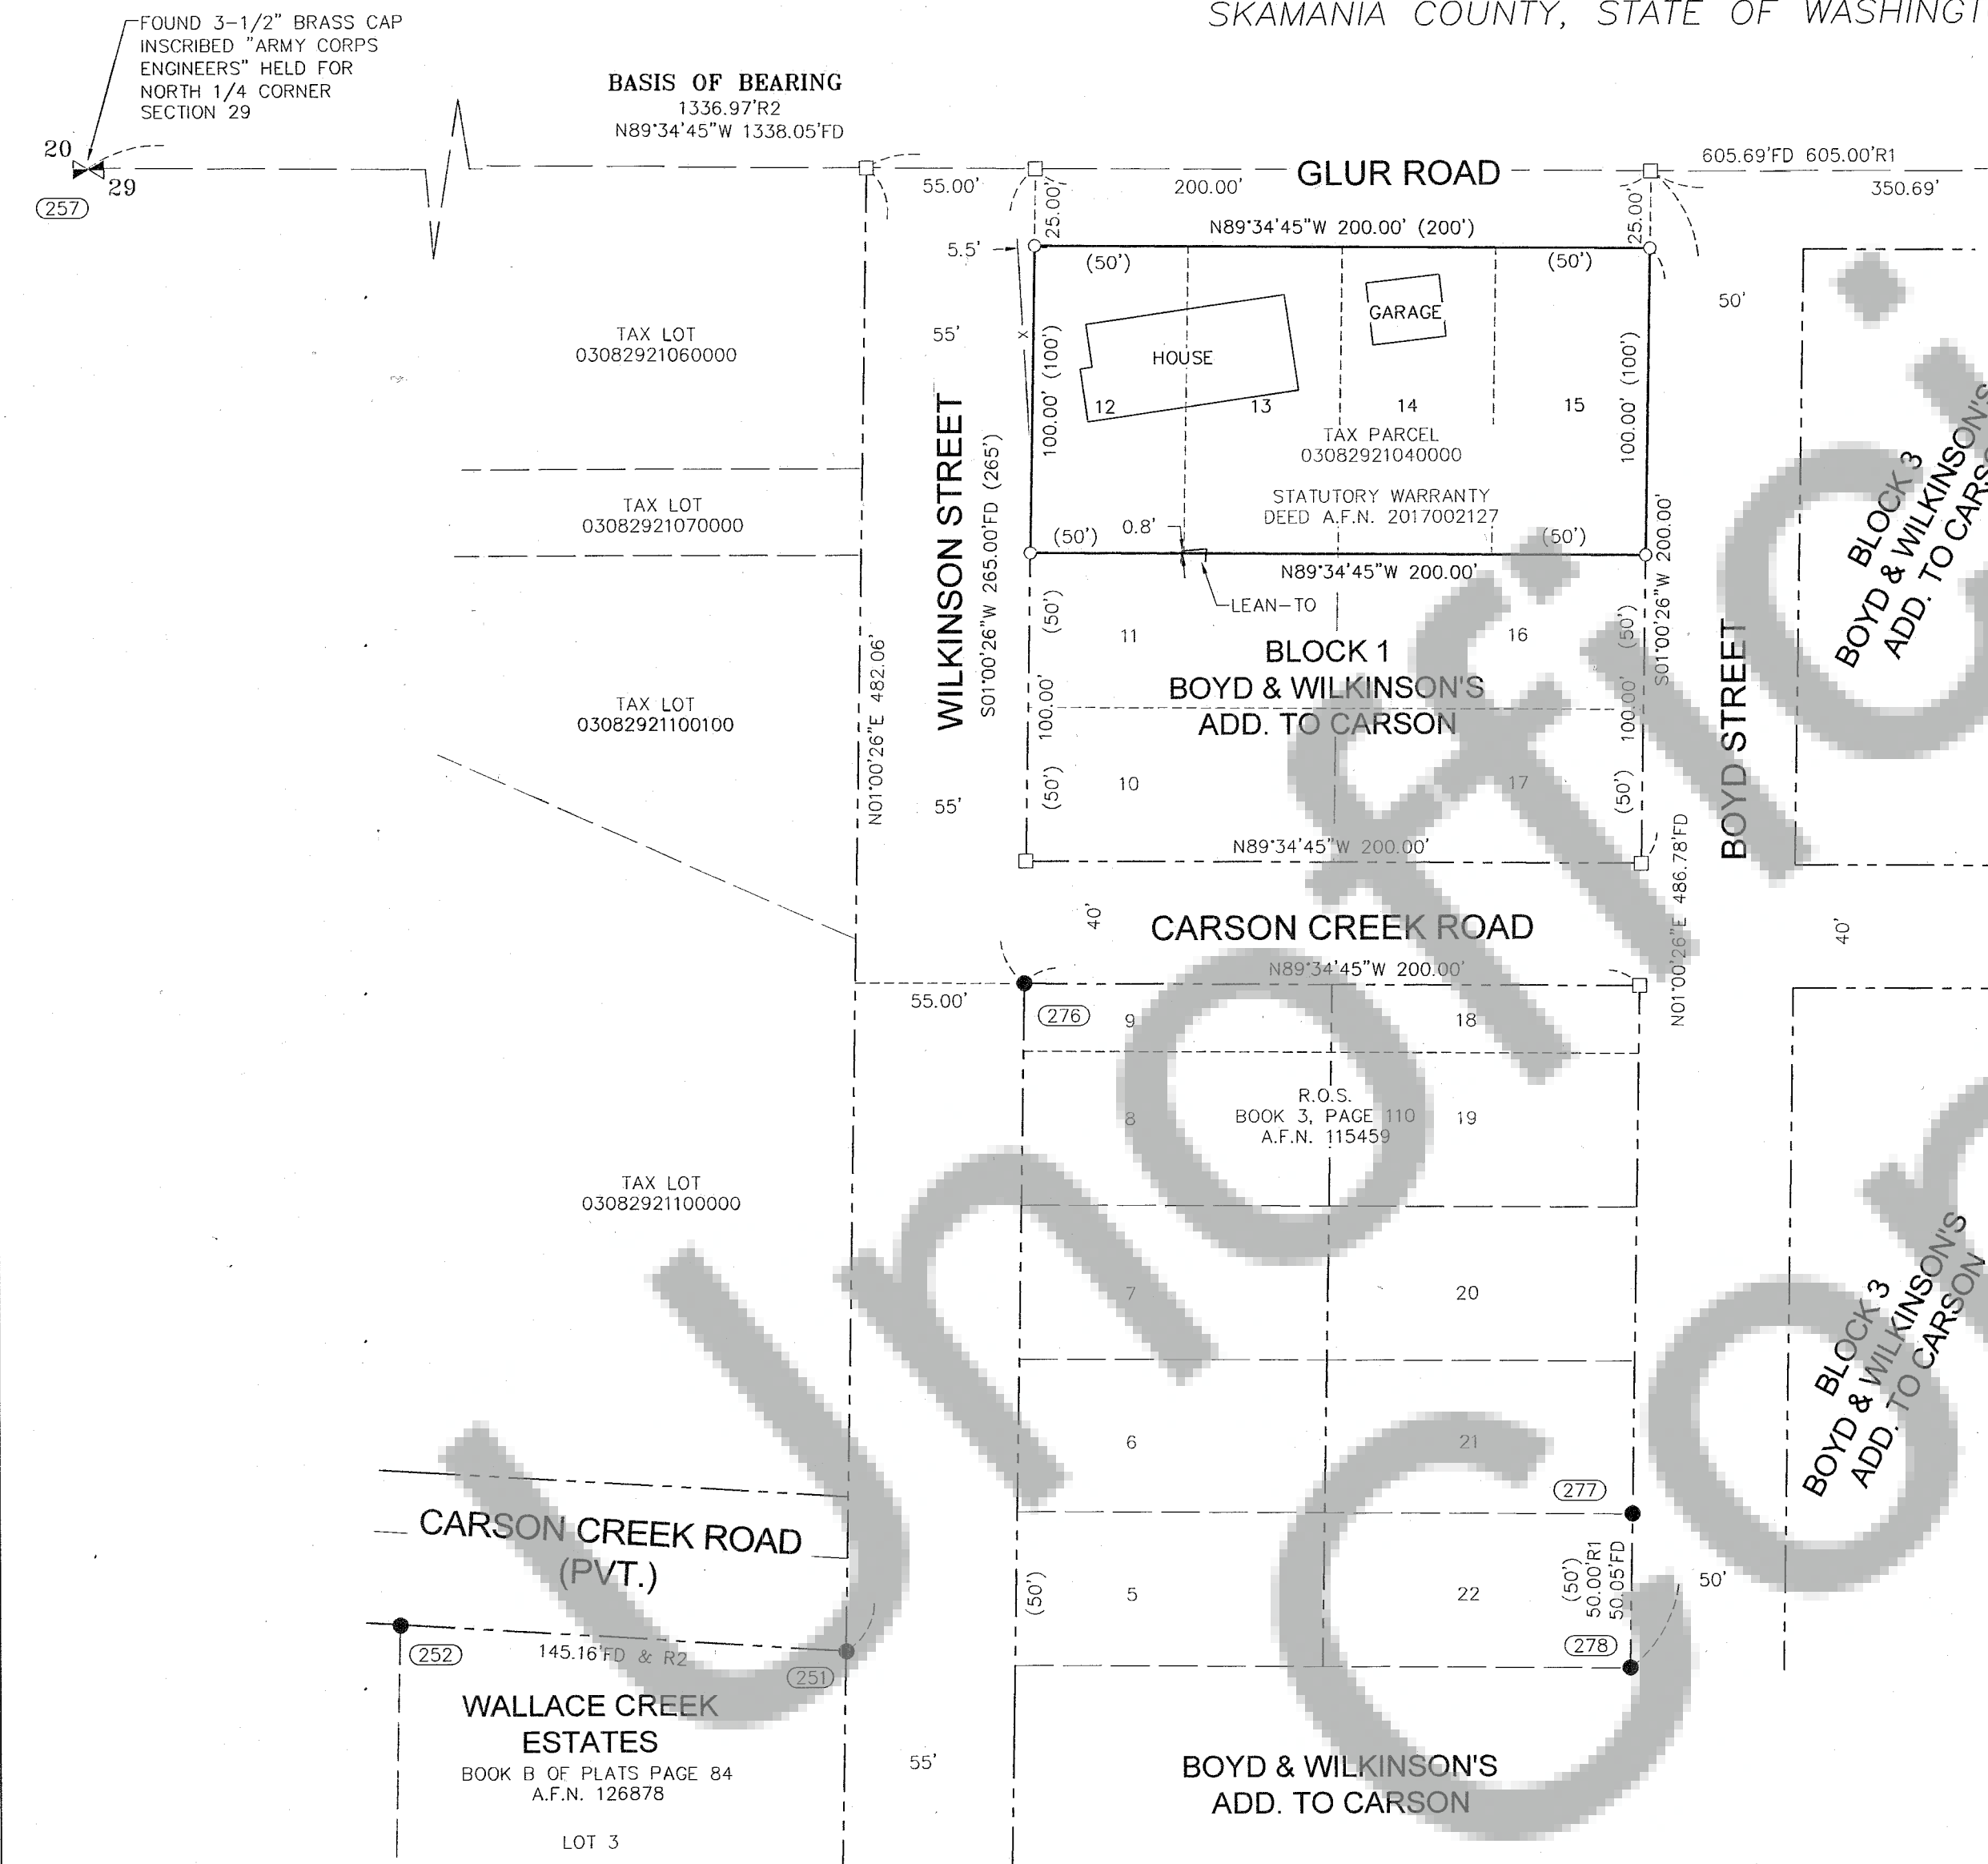 SKAMANIA COUNTY, STATE OF
FOUND 3-1/2" BRASS CAP
INSCRIBED "ARMY CORPS
ENGINEERS" HELD FOR
NORTH 1/4 CORNER
SECTION 29
BASIS OF BEARING
1336.97'R2
N89°34'45"W 1338.05'FD
20
29
257
55.00'
200.00'
GLUR ROAD
605.69'FD 605.00'R1
350.69'
25.00'
25.00'
N89°34'45"W 200.00' (200')
5.5'
(50')
(50')
50'
TAX LOT
03082921060000
55'
X
100.00' (100')
HOUSE
GARAGE
12
13
14
15
100.00' (100')
TAX PARCEL
03082921040000
STATUTORY WARRANTY
DEED A.F.N. 2017002127
(50')
0.8'
(50')
N89°34'45"W 200.00'
LEAN-TO
TAX LOT
03082921070000
WILKINSON STREET
S01°00'26"W 265.00'FD (265')
N01°00'26"E 482.06'
TAX LOT
03082921100100
55'
(50')
11
16
(50')
BLOCK 1
BOYD & WILKINSON'S
ADD. TO CARSON
100.00'
100.00'
(50')
10
17
(50')
S01°00'26"W 200.00'
BOYD STREET
N89°34'45"W 200.00'
N01°00'26"E 486.78'FD
BLOCK 3
BOYD & WILKINSON'S
ADD. TO
40'
CARSON CREEK ROAD
40'
N89°34'45"W 200.00'
55.00'
276
9
18
R.O.S.
BOOK 3, PAGE 110
A.F.N. 115459
8
19
TAX LOT
03082921100000
7
20
6
21
277
CARSON CREEK ROAD
(PVT.)
(50')
5
22
(50')
50.00'R1
50.05'FD
50'
278
BLOCK 3
BOYD & WILKINSON'S
ADD. TO CARSON
252
145.16'FD & R2
251
WALLACE CREEK
ESTATES
BOOK B OF PLATS PAGE 84
A.F.N. 126878
LOT 3
55'
BOYD & WILKINSON'S
ADD. TO CARSON